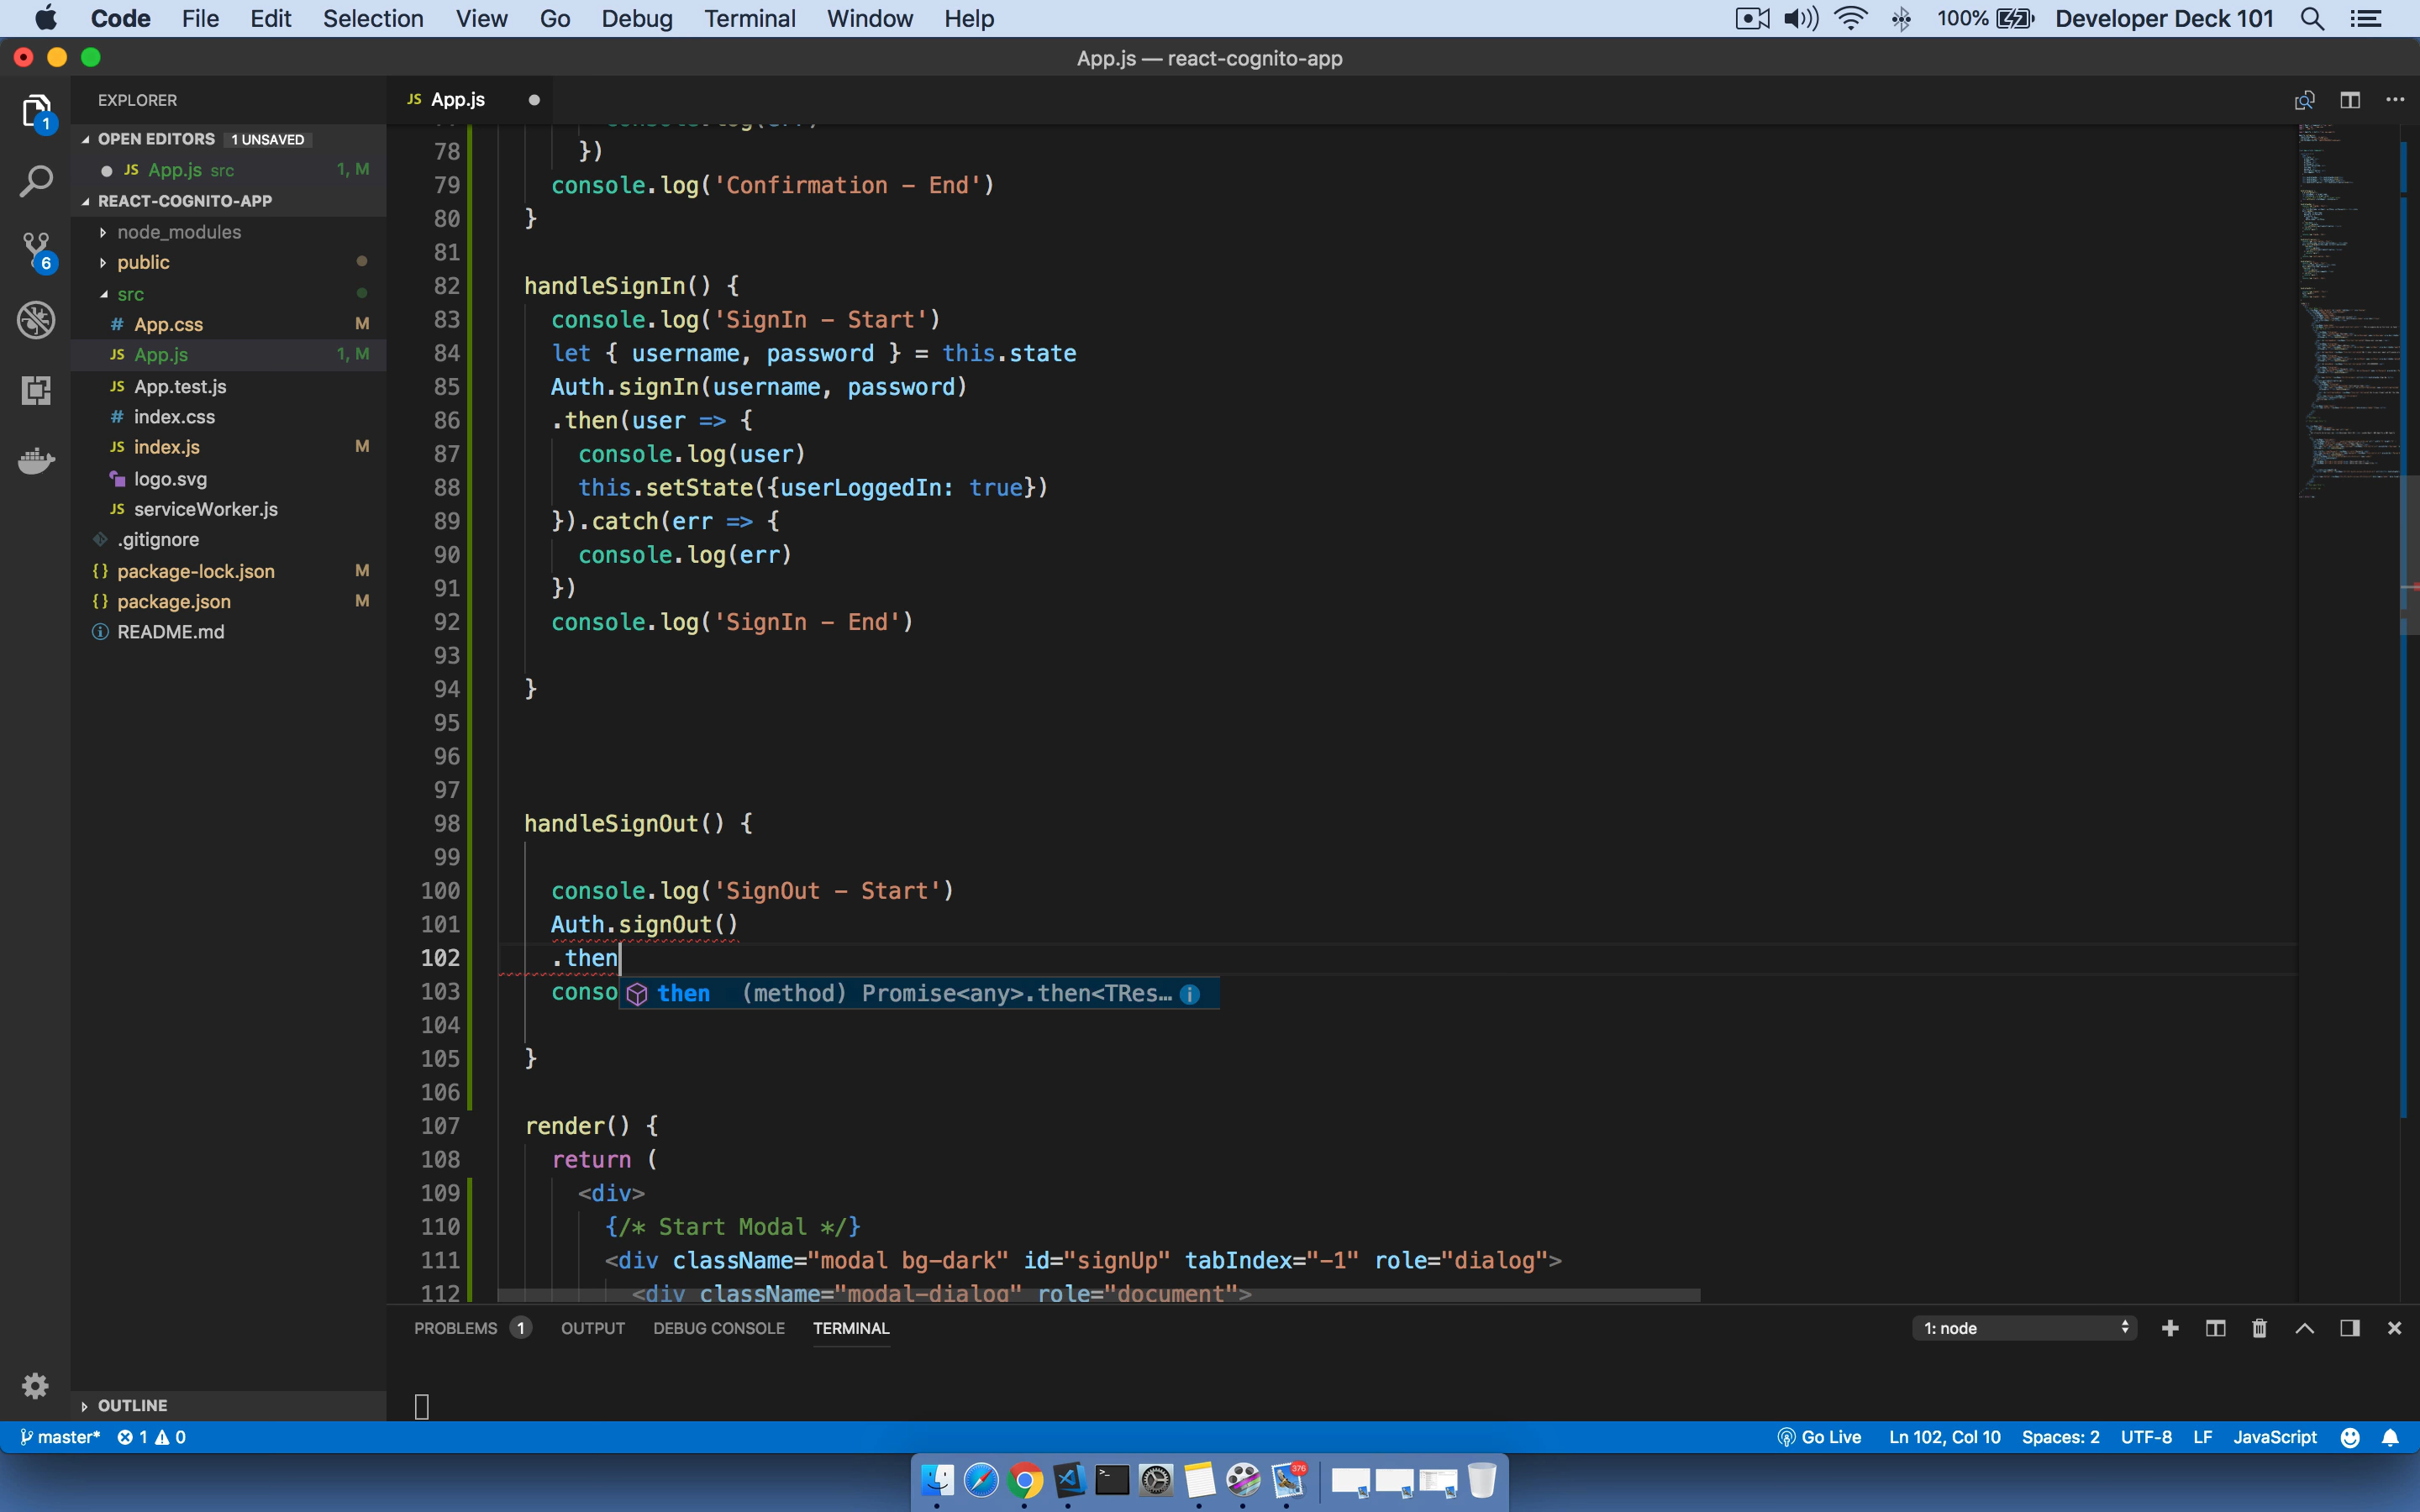 Code File Edit Selection View Go Debug Terminal Window Help 100% Developer Deck 101
App.js — react-cognito-app
EXPLORER
OPEN EDITORS 1 UNSAVED
JS App.js src 1, M
REACT-COGNITO-APP
node_modules
public
src
# App.css M
JS App.js 1, M
JS App.test.js
# index.css
JS index.js M
logo.svg
JS serviceWorker.js
.gitignore
{} package-lock.json M
{} package.json M
README.md
OUTLINE
1
6
JS App.js
78 })
79 console.log('Confirmation - End')
80 }
81
82 handleSignIn() {
83 console.log('SignIn - Start')
84 let { username, password } = this.state
85 Auth.signIn(username, password)
86 .then(user => {
87 console.log(user)
88 this.setState({userLoggedIn: true})
89 }).catch(err => {
90 console.log(err)
91 })
92 console.log('SignIn - End')
93
94 }
95
96
97
98 handleSignOut() {
99
100 console.log('SignOut - Start')
101 Auth.signOut()
102 .then
103 conso
then (method) Promise<any>.then<TRes…
104
105 }
106
107 render() {
108 return (
109 <div>
110 {/* Start Modal */}
111 <div className="modal bg-dark" id="signUp" tabIndex="-1" role="dialog">
112 <div className="modal-dialog" role="document">
PROBLEMS 1 OUTPUT DEBUG CONSOLE TERMINAL 1: node
master* 1 0 Go Live Ln 102, Col 10 Spaces: 2 UTF-8 LF JavaScript
376